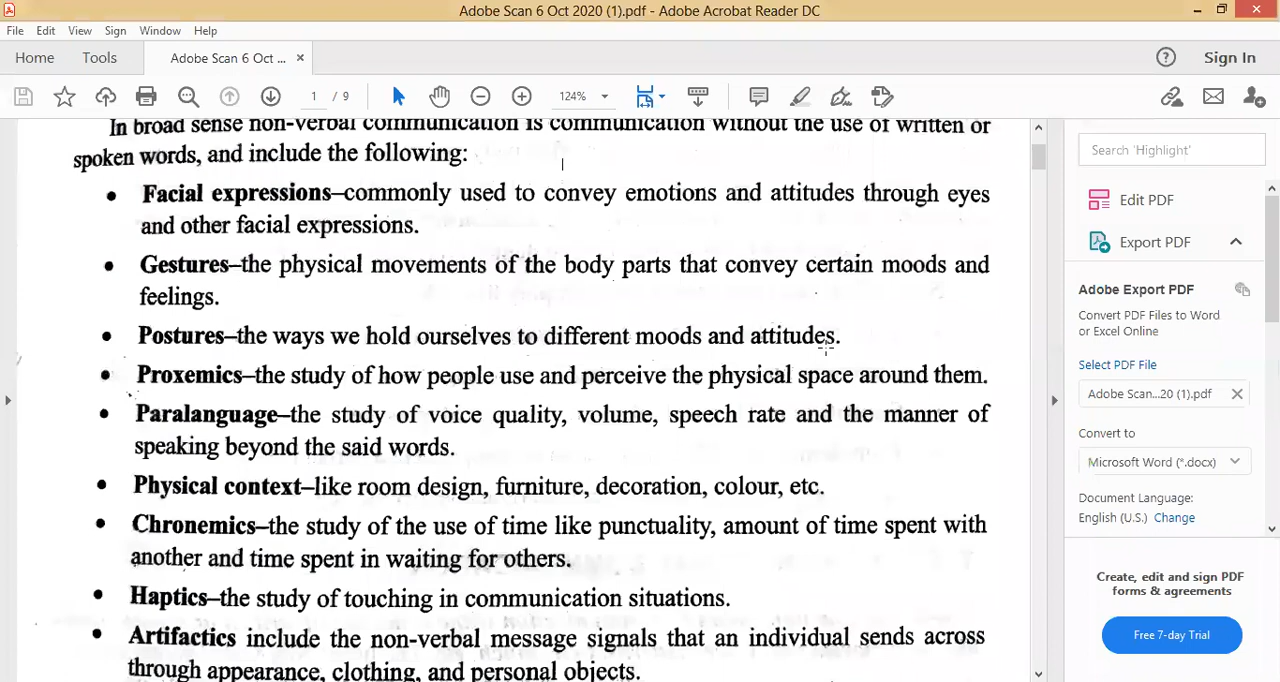 Adobe Scan 6 Oct 2020 (1).pdf - Adobe Acrobat Reader DC
File Edit View Sign Window Help
Home Tools Adobe Scan 6 Oct ... × ? Sign In
1 / 9 124%
In broad sense non-verbal communication is communication without the use of written or
spoken words, and include the following:
• Facial expressions–commonly used to convey emotions and attitudes through eyes
and other facial expressions.
• Gestures–the physical movements of the body parts that convey certain moods and
feelings.
• Postures–the ways we hold ourselves to different moods and attitudes.
• Proxemics–the study of how people use and perceive the physical space around them.
• Paralanguage–the study of voice quality, volume, speech rate and the manner of
speaking beyond the said words.
• Physical context–like room design, furniture, decoration, colour, etc.
• Chronemics–the study of the use of time like punctuality, amount of time spent with
another and time spent in waiting for others.
• Haptics–the study of touching in communication situations.
• Artifactics include the non-verbal message signals that an individual sends across
through appearance, clothing, and personal objects.
Search 'Highlight'
Edit PDF
Export PDF
Adobe Export PDF
Convert PDF Files to Word
or Excel Online
Select PDF File
Adobe Scan...20 (1).pdf ×
Convert to
Microsoft Word (*.docx)
Document Language:
English (U.S.) Change
Create, edit and sign PDF
forms & agreements
Free 7-day Trial